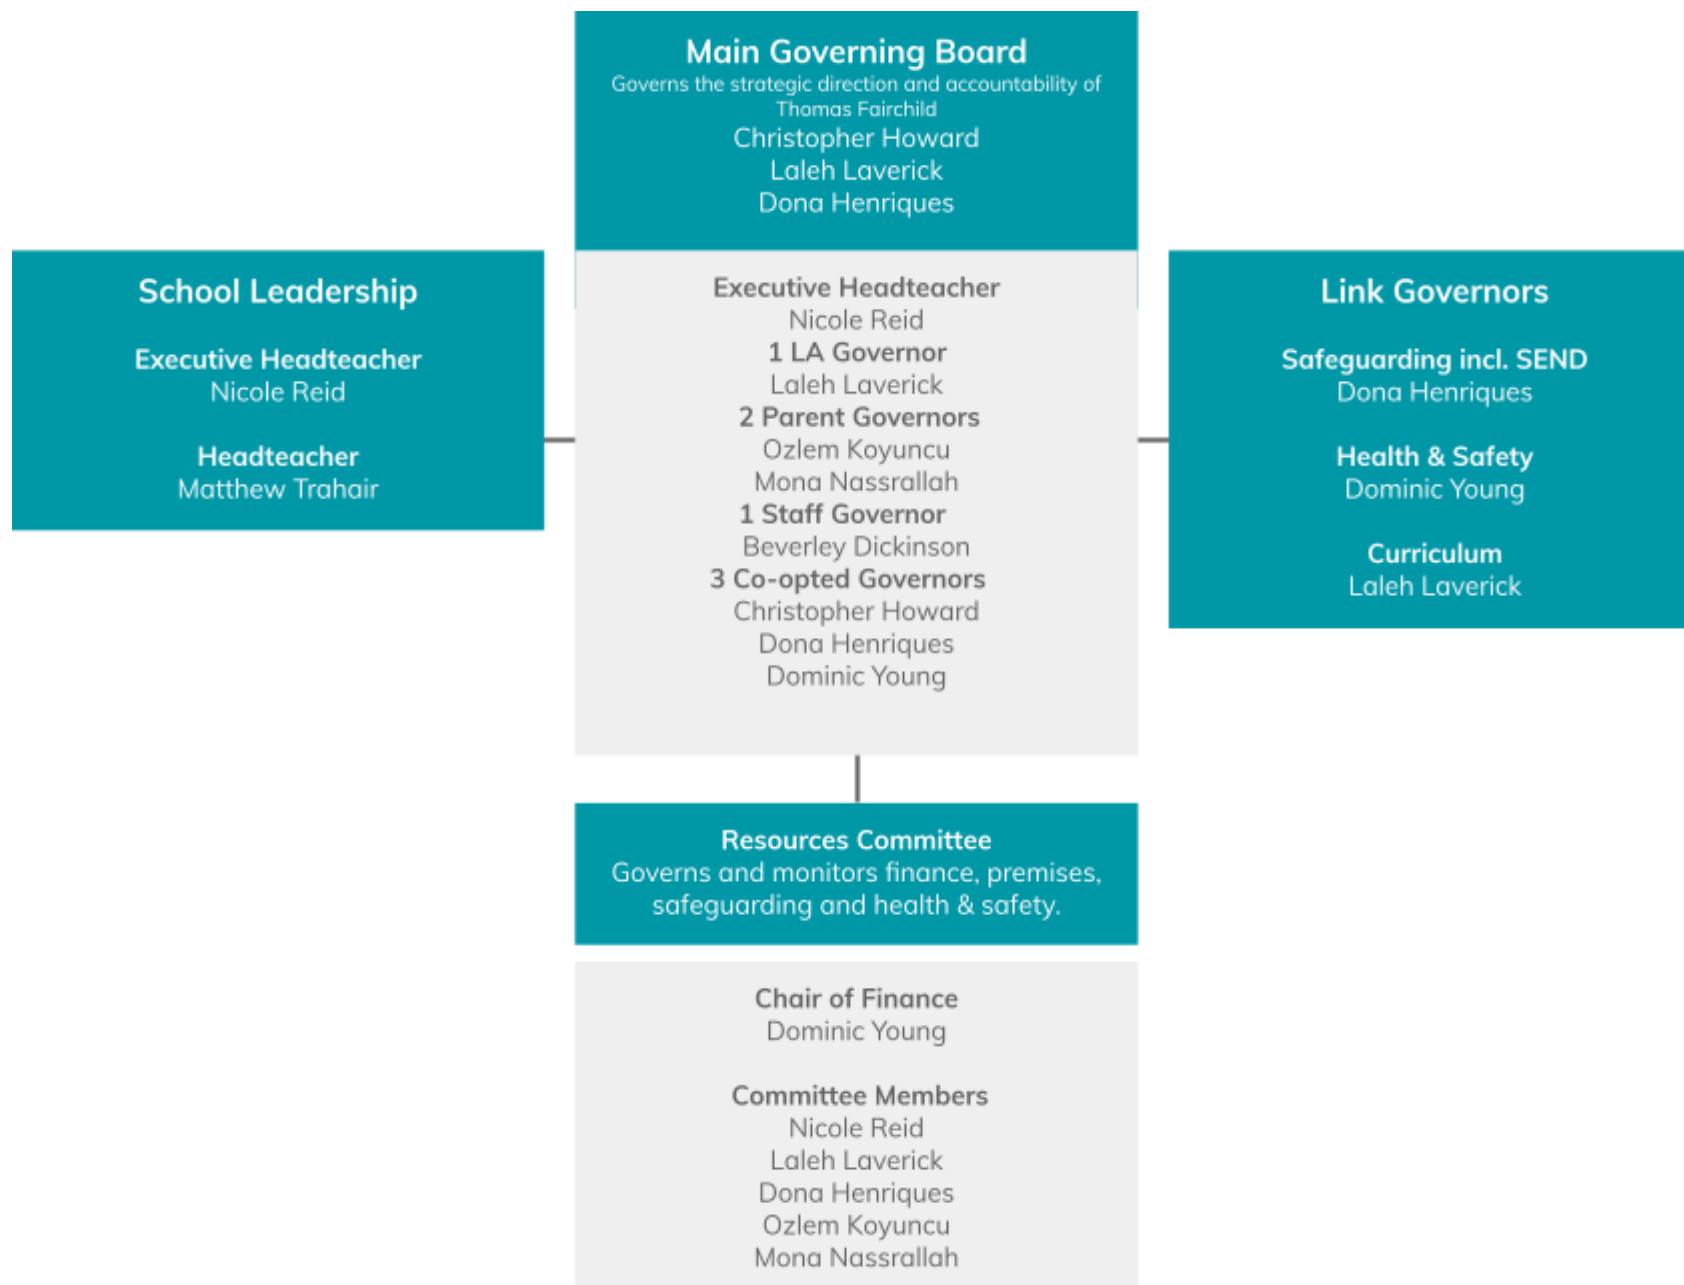 Main Governing Board
Governs the strategic direction and accountability of
Thomas Fairchild
Christopher Howard
Laleh Laverick
Dona Henriques
School Leadership
Executive Headteacher
Nicole Reid
Headteacher
Matthew Trahair
Executive Headteacher
Nicole Reid
1 LA Governor
Laleh Laverick
2 Parent Governors
Ozlem Koyuncu
Mona Nassrallah
1 Staff Governor
Beverley Dickinson
3 Co-opted Governors
Christopher Howard
Dona Henriques
Dominic Young
Link Governors
Safeguarding incl. SEND
Dona Henriques
Health & Safety
Dominic Young
Curriculum
Laleh Laverick
Resources Committee
Governs and monitors finance, premises,
safeguarding and health & safety.
Chair of Finance
Dominic Young
Committee Members
Nicole Reid
Laleh Laverick
Dona Henriques
Ozlem Koyuncu
Mona Nassrallah